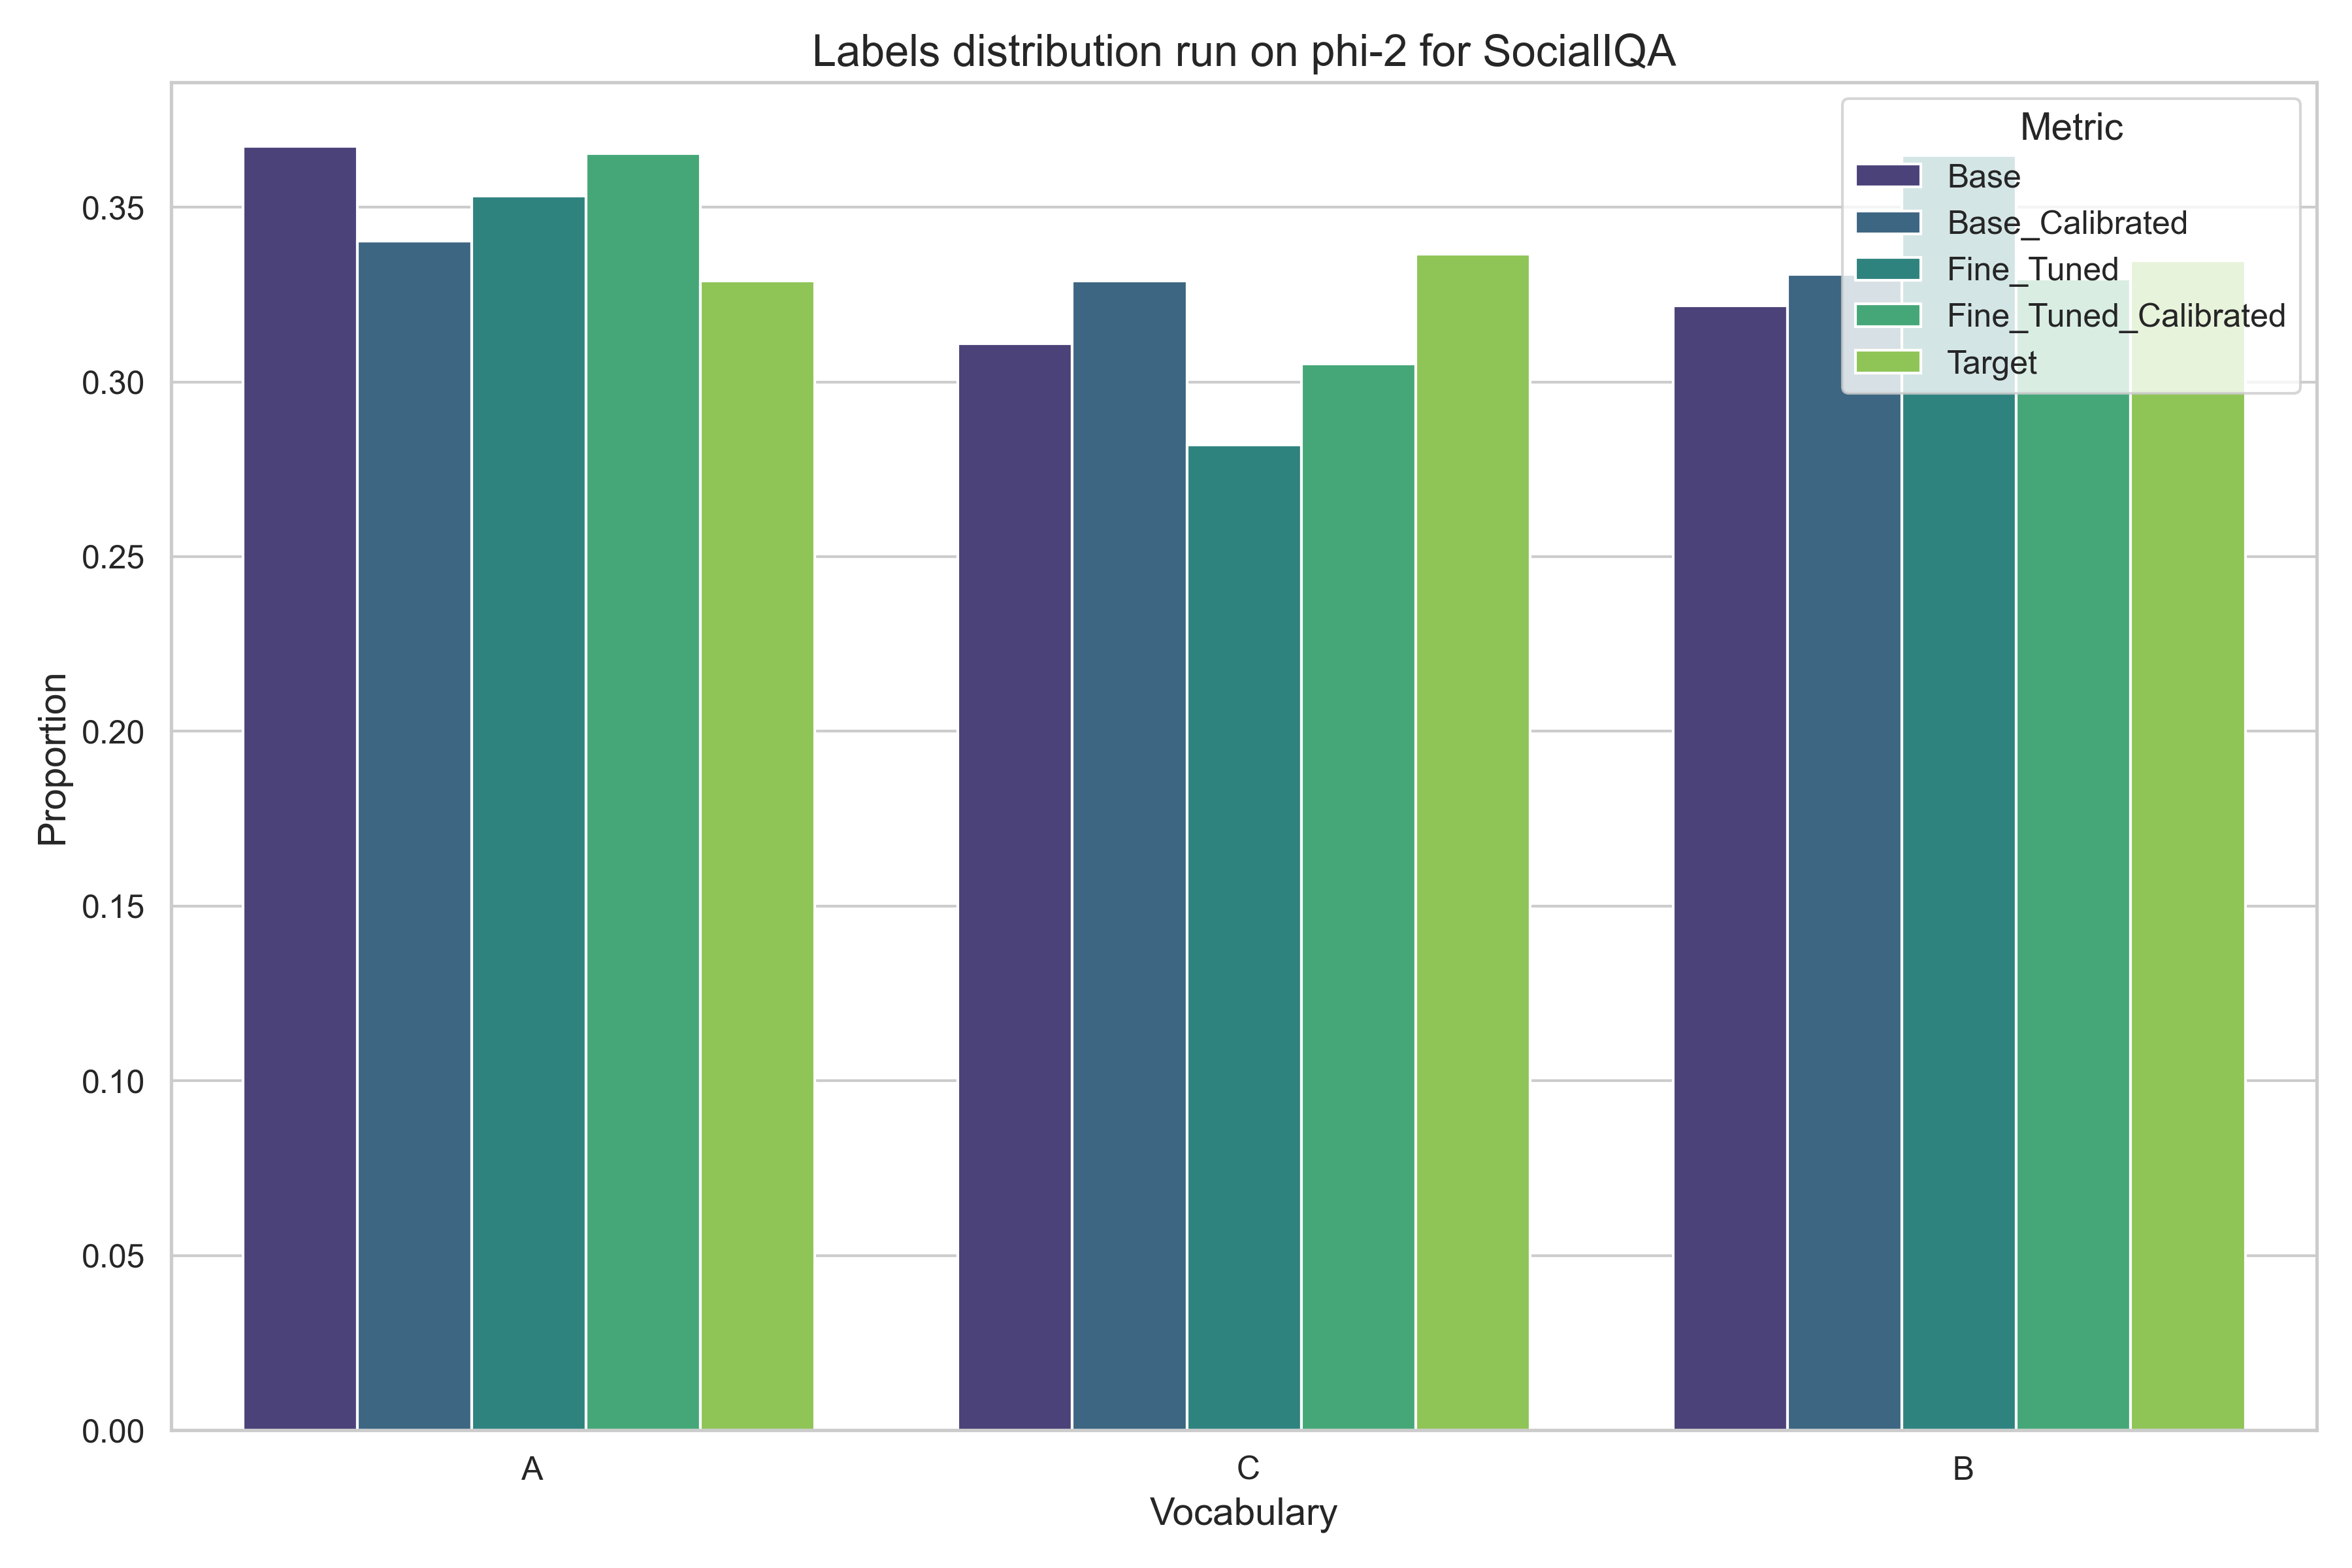 Labels distribution run on phi-2 for SocialIQA
Metric
Base
Base_Calibrated
Fine_Tuned
Fine_Tuned_Calibrated
Target
0.35
0.30
0.25
0.20
0.15
0.10
0.05
0.00
Proportion
A
C
B
Vocabulary